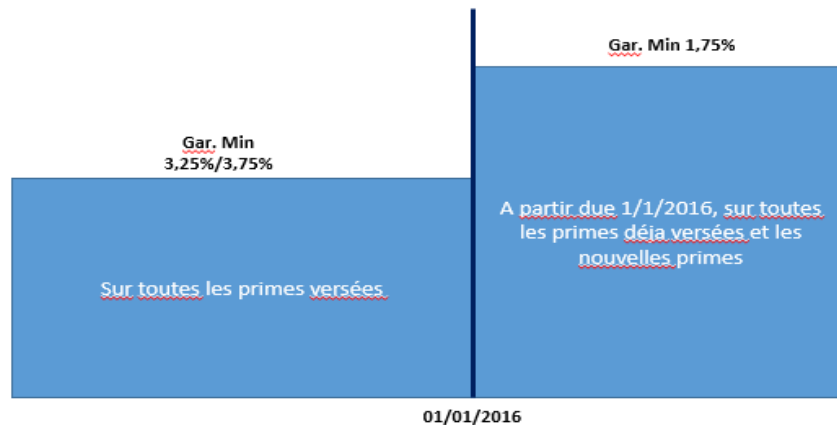 Gar. Min 1,75%
Gar. Min
3,25%/3,75%
A partir due 1/1/2016, sur toutes
les primes déja versées et les
nouvelles primes
Sur toutes les primes versées
01/01/2016